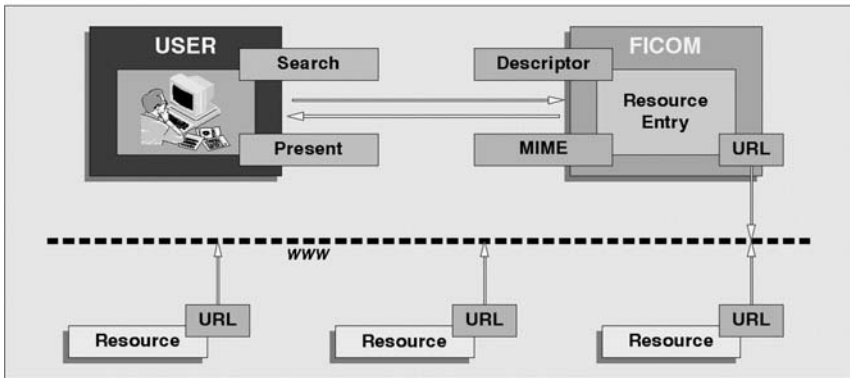 USER
FICOM
Search
Descriptor
Resource
Entry
Present
MIME
URL
WWW
URL
URL
URL
Resource
Resource
Resource